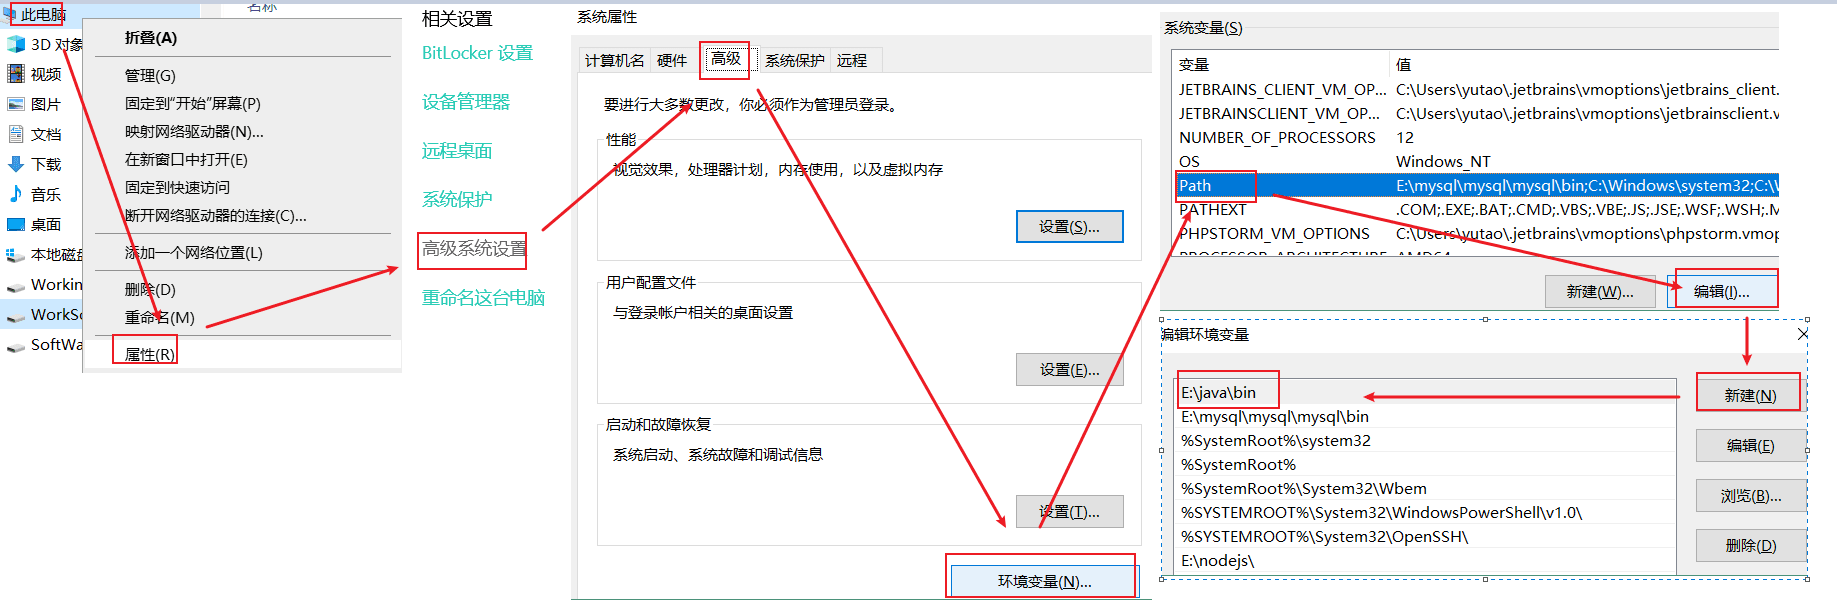 名称
此电脑
3D 对象
视频
图片
文档
下载
音乐
桌面
本地磁盘
Workin
WorkSo
SoftWa
折叠(A)
管理(G)
固定到“开始”屏幕(P)
映射网络驱动器(N)...
在新窗口中打开(E)
固定到快速访问
断开网络驱动器的连接(C)...
添加一个网络位置(L)
删除(D)
重命名(M)
属性(R)
相关设置
BitLocker 设置
设备管理器
远程桌面
系统保护
高级系统设置
重命名这台电脑
系统属性
计算机名 硬件 高级 系统保护 远程
要进行大多数更改，你必须作为管理员登录。
性能
视觉效果，处理器计划，内存使用，以及虚拟内存
设置(S)...
用户配置文件
与登录帐户相关的桌面设置
设置(E)...
启动和故障恢复
系统启动、系统故障和调试信息
设置(T)...
环境变量(N)...
系统变量(S)
变量 值
JETBRAINS_CLIENT_VM_OP... C:\Users\yutao\.jetbrains\vmoptions\jetbrains_client.
JETBRAINSCLIENT_VM_OP... C:\Users\yutao\.jetbrains\vmoptions\jetbrainsclient.v
NUMBER_OF_PROCESSORS 12
OS Windows_NT
Path E:\mysql\mysql\mysql\bin;C:\Windows\system32;C:\W
PATHEXT .COM;.EXE;.BAT;.CMD;.VBS;.VBE;.JS;.JSE;.WSF;.WSH;.M
PHPSTORM_VM_OPTIONS C:\Users\yutao\.jetbrains\vmoptions\phpstorm.vmop
PROCESSOR_ARCHITECTURE AMD64
新建(W)... 编辑(I)...
编辑环境变量
E:\java\bin
E:\mysql\mysql\mysql\bin
%SystemRoot%\system32
%SystemRoot%
%SystemRoot%\System32\Wbem
%SYSTEMROOT%\System32\WindowsPowerShell\v1.0\
%SYSTEMROOT%\System32\OpenSSH\
E:\nodejs\
新建(N)
编辑(E)
浏览(B)...
删除(D)